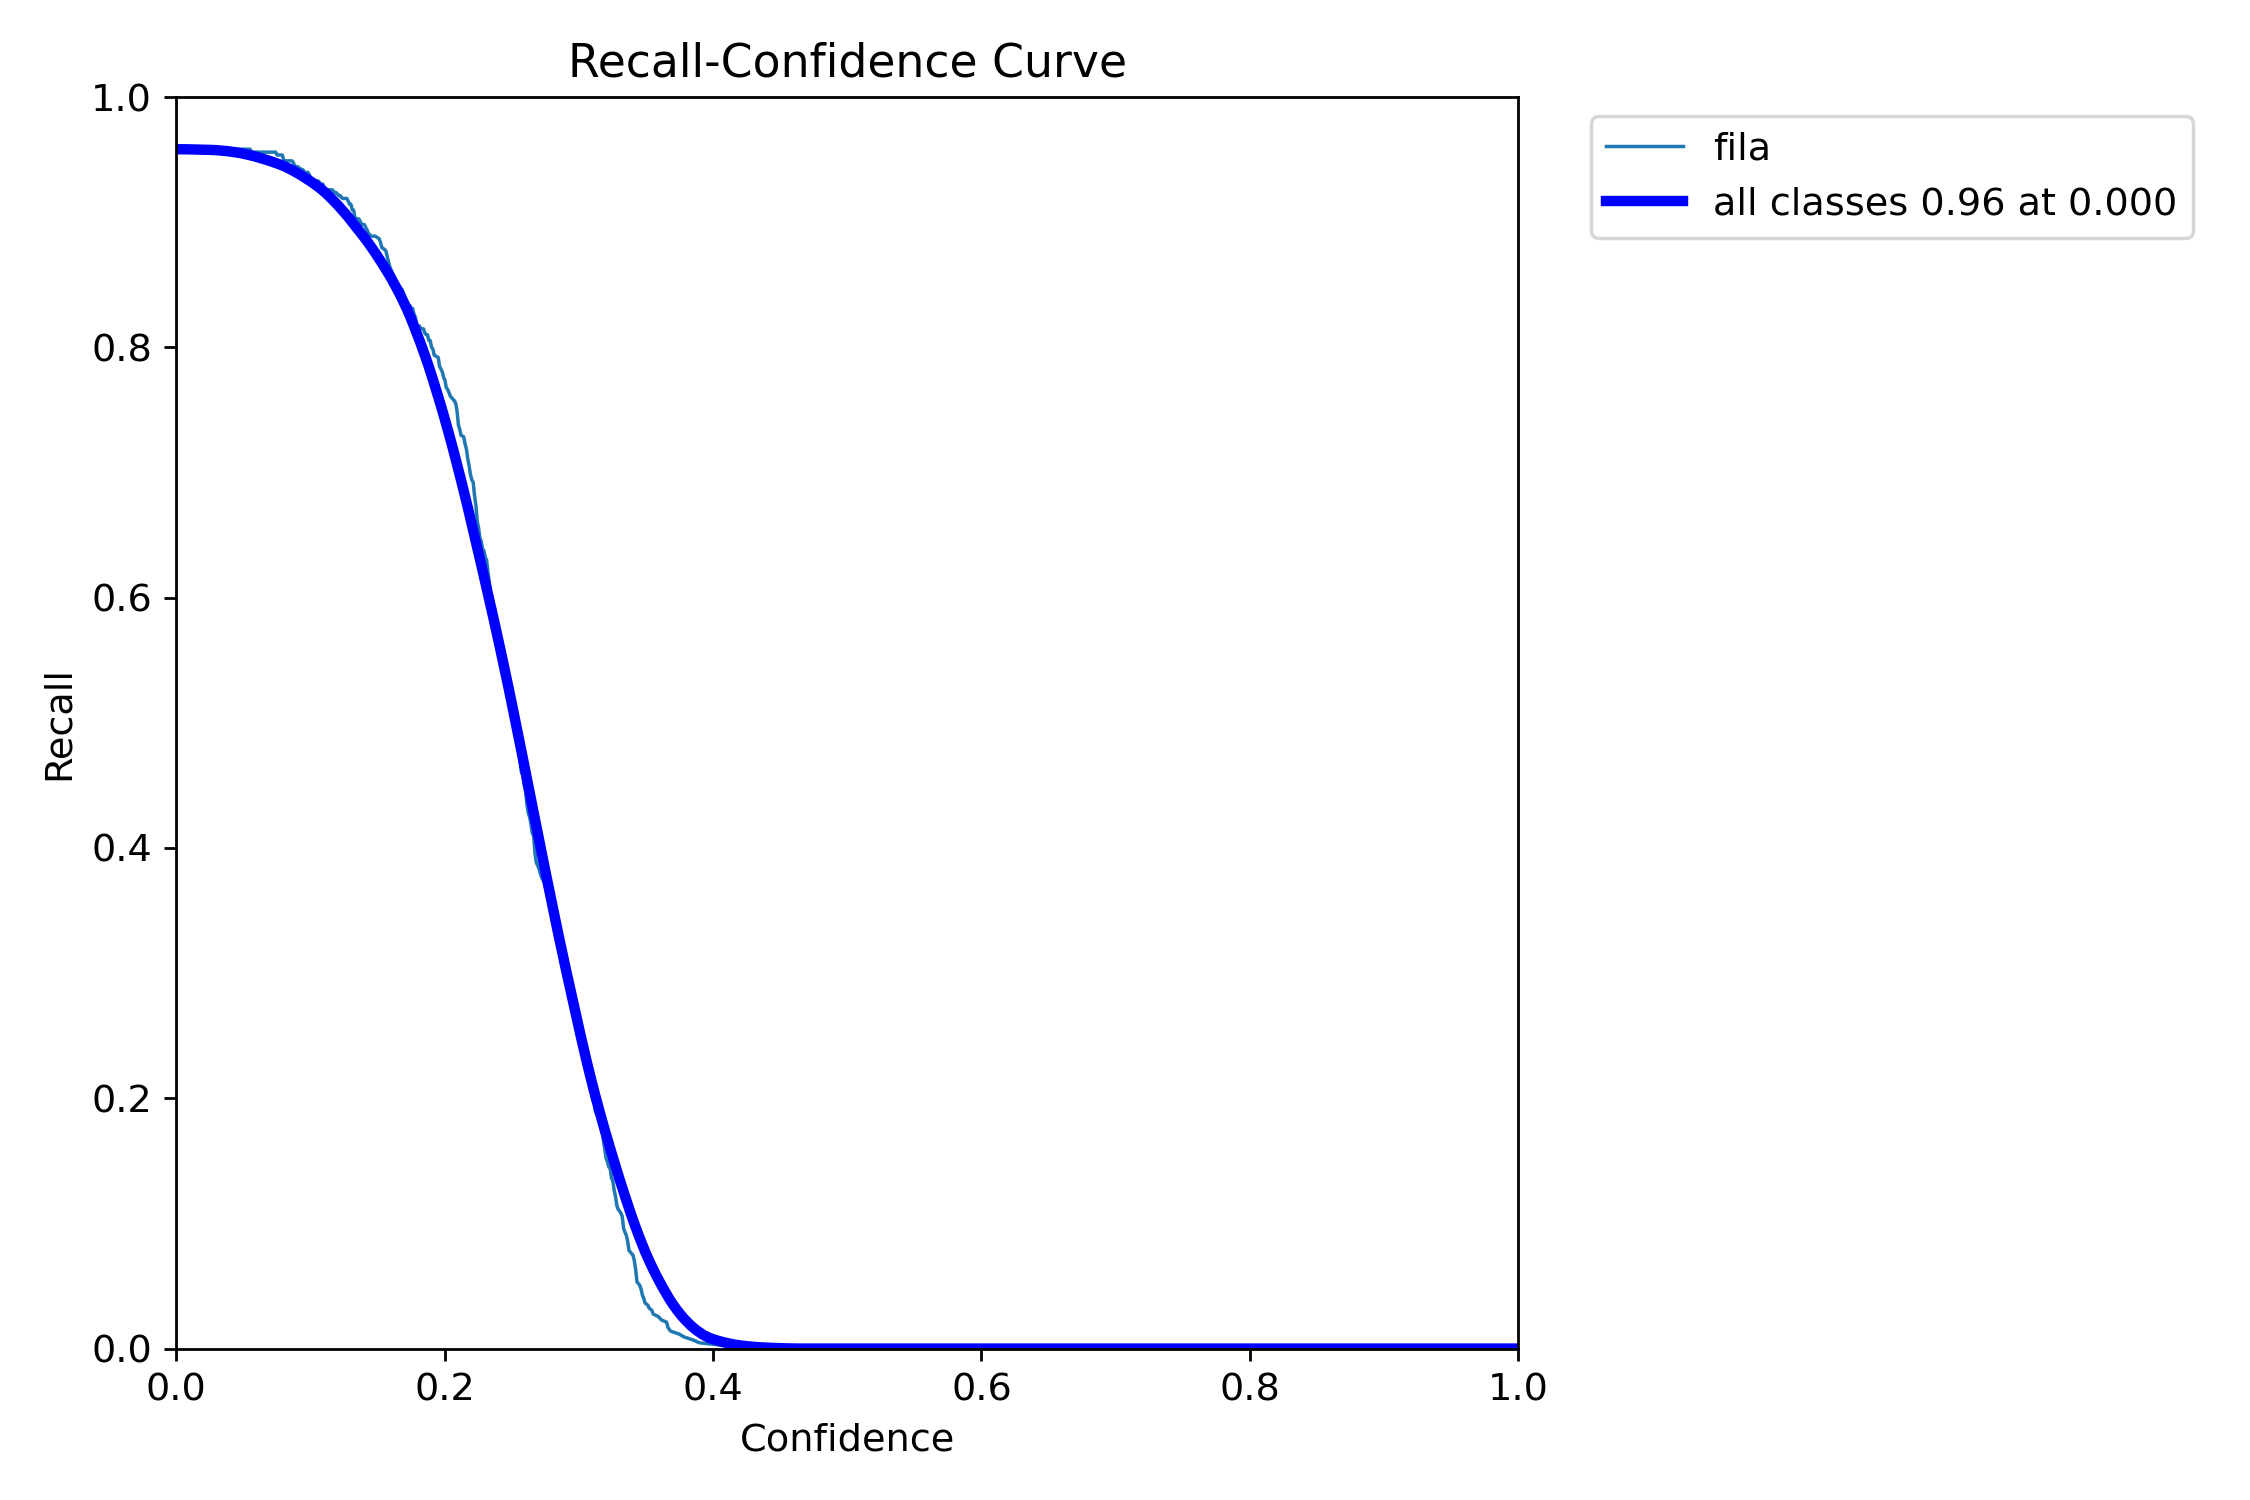 Recall-Confidence Curve
1.0
0.8
0.6
0.4
0.2
0.0
Recall
0.0 0.2 0.4 0.6 0.8 1.0
Confidence
fila
all classes 0.96 at 0.000